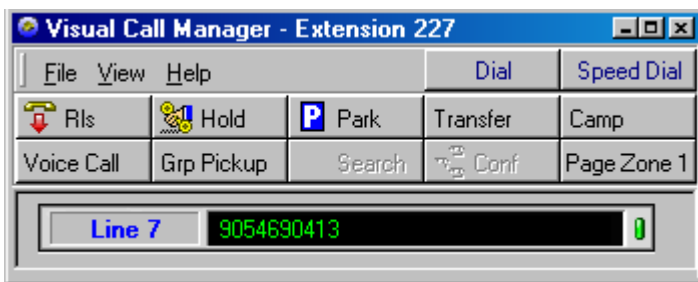 Visual Call Manager - Extension 227
File View Help Dial Speed Dial
Rls Hold P Park Transfer Camp
Voice Call Grp Pickup Search Conf Page Zone 1
Line 7 9054690413